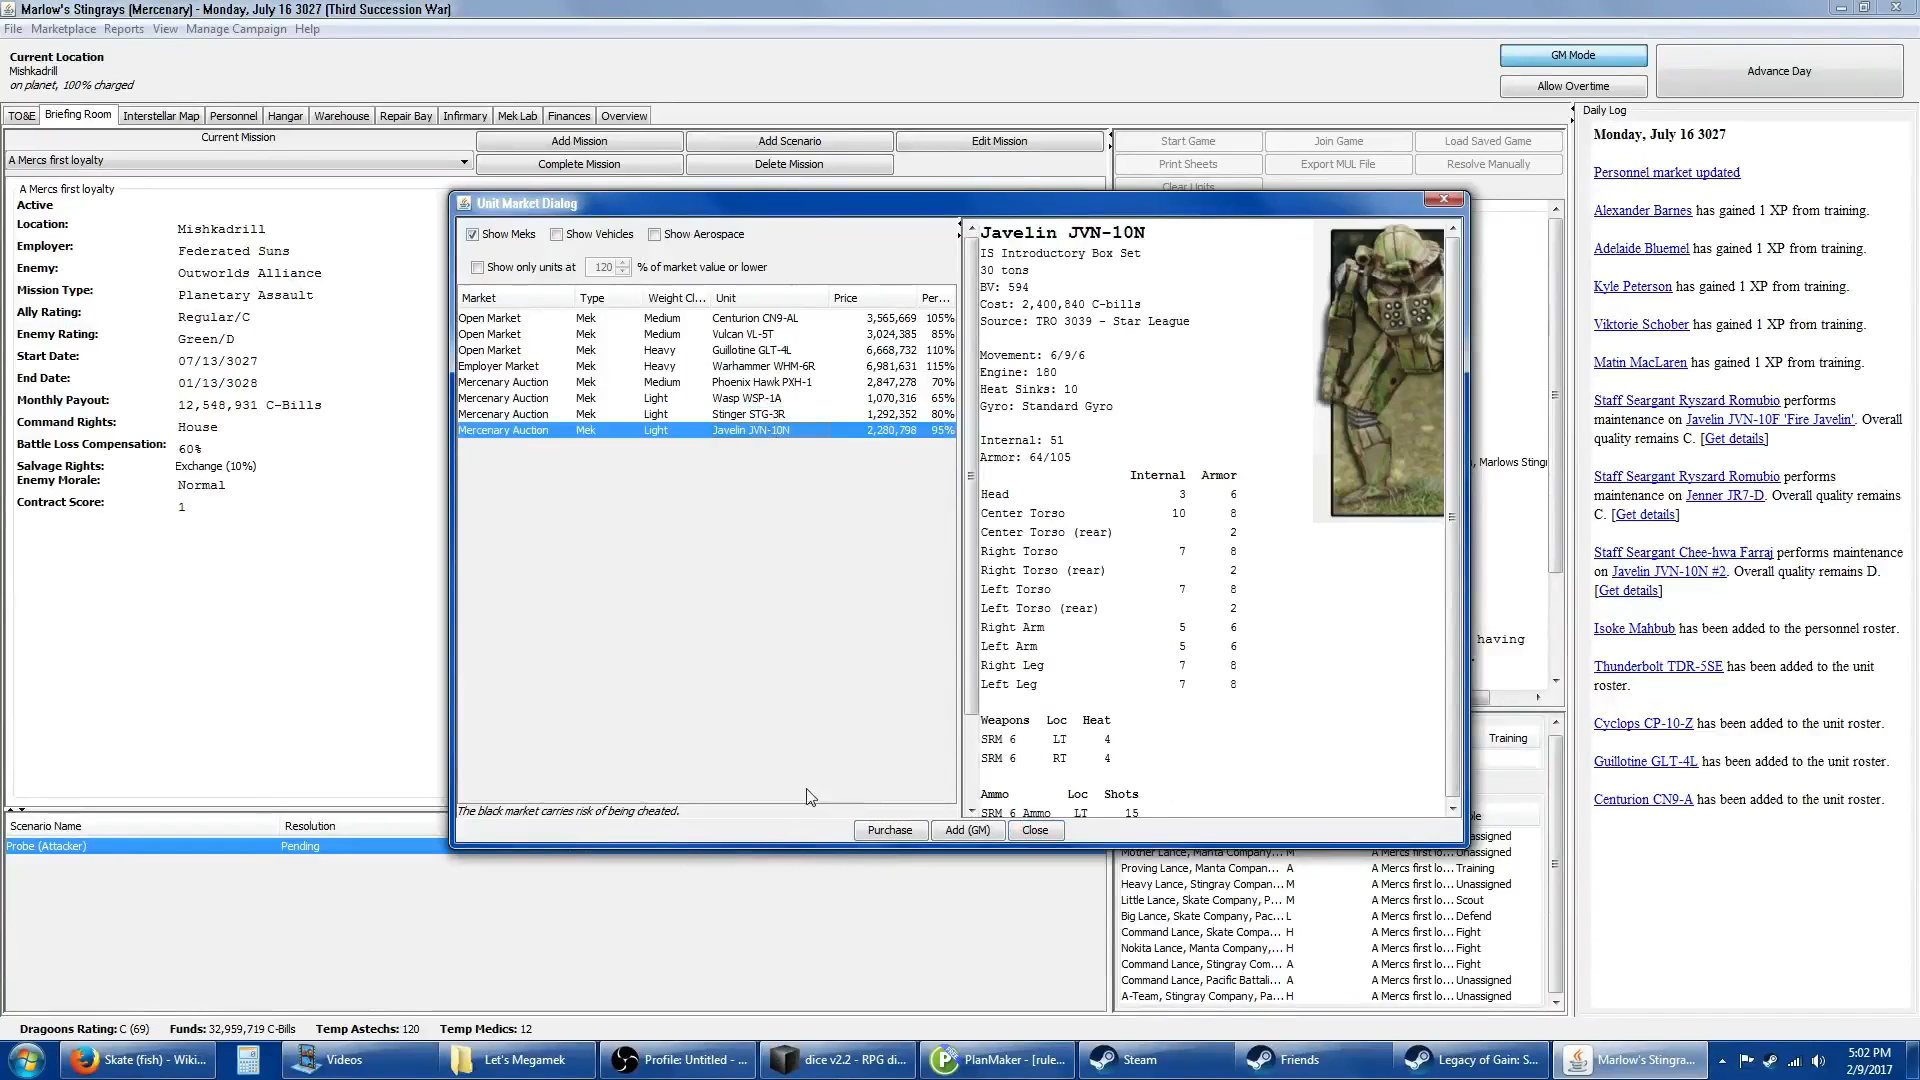 Marlow's Stingrays (Mercenary) - Monday, July 16 3027 (Third Succession War)
File Marketplace Reports View Manage Campaign Help
Current Location
Mishkadrill
on planet, 100% charged
GM Mode
Allow Overtime
Advance Day
TO&E Briefing Room Interstellar Map Personnel Hangar Warehouse Repair Bay Infirmary Mek Lab Finances Overview
Current Mission
A Mercs first loyalty
Add Mission Add Scenario Edit Mission
Complete Mission Delete Mission
Start Game Join Game Load Saved Game
Print Sheets Export MUL File Resolve Manually
Clear Units
A Mercs first loyalty
Active
Location: Mishkadrill
Employer: Federated Suns
Enemy: Outworlds Alliance
Mission Type: Planetary Assault
Ally Rating: Regular/C
Enemy Rating: Green/D
Start Date: 07/13/3027
End Date: 01/13/3028
Monthly Payout: 12,548,931 C-Bills
Command Rights: House
Battle Loss Compensation: 60%
Salvage Rights: Exchange (10%)
Enemy Morale: Normal
Contract Score: 1
Scenario Name Resolution
Probe (Attacker) Pending
Unit Market Dialog
Show Meks Show Vehicles Show Aerospace
Show only units at 120 % of market value or lower
Market Type Weight Cl... Unit Price Per...
Open Market Mek Medium Centurion CN9-AL 3,565,669 105%
Open Market Mek Medium Vulcan VL-5T 3,024,385 85%
Open Market Mek Heavy Guillotine GLT-4L 6,668,732 110%
Employer Market Mek Heavy Warhammer WHM-6R 6,981,631 115%
Mercenary Auction Mek Medium Phoenix Hawk PXH-1 2,847,278 70%
Mercenary Auction Mek Light Wasp WSP-1A 1,070,316 65%
Mercenary Auction Mek Light Stinger STG-3R 1,292,352 80%
Mercenary Auction Mek Light Javelin JVN-10N 2,280,798 95%
The black market carries risk of being cheated.
Purchase Add (GM) Close
Javelin JVN-10N
IS Introductory Box Set
30 tons
BV: 594
Cost: 2,400,840 C-bills
Source: TRO 3039 - Star League
Movement: 6/9/6
Engine: 180
Heat Sinks: 10
Gyro: Standard Gyro
Internal: 51
Armor: 64/105
Internal Armor
Head 3 6
Center Torso 10 8
Center Torso (rear) 2
Right Torso 7 8
Right Torso (rear) 2
Left Torso 7 8
Left Torso (rear) 2
Right Arm 5 6
Left Arm 5 6
Right Leg 7 8
Left Leg 7 8
Weapons Loc Heat
SRM 6 LT 4
SRM 6 RT 4
Ammo Loc Shots
SRM 6 Ammo LT 15
, Marlows Sting
having
Training
Unassigned
Mother Lance, Manta Company,... M A Mercs first lo... Unassigned
Proving Lance, Manta Compan... A A Mercs first lo... Training
Heavy Lance, Stingray Compan... M A Mercs first lo... Unassigned
Little Lance, Skate Company, P... M A Mercs first lo... Scout
Big Lance, Skate Company, Pac... L A Mercs first lo... Defend
Command Lance, Skate Compa... H A Mercs first lo... Fight
Nokita Lance, Manta Company,... H A Mercs first lo... Fight
Command Lance, Stingray Com... A A Mercs first lo... Fight
Command Lance, Pacific Battali... A A Mercs first lo... Unassigned
A-Team, Stingray Company, Pa... H A Mercs first lo... Unassigned
Daily Log
Monday, July 16 3027
Personnel market updated
Alexander Barnes has gained 1 XP from training.
Adelaide Bluemel has gained 1 XP from training.
Kyle Peterson has gained 1 XP from training.
Viktorie Schober has gained 1 XP from training.
Matin MacLaren has gained 1 XP from training.
Staff Seargant Ryszard Romubio performs
maintenance on Javelin JVN-10F 'Fire Javelin'. Overall
quality remains C. [Get details]
Staff Seargant Ryszard Romubio performs
maintenance on Jenner JR7-D. Overall quality remains
C. [Get details]
Staff Seargant Chee-hwa Farraj performs maintenance
on Javelin JVN-10N #2. Overall quality remains D.
[Get details]
Isoke Mahbub has been added to the personnel roster.
Thunderbolt TDR-5SE has been added to the unit
roster.
Cyclops CP-10-Z has been added to the unit roster.
Guillotine GLT-4L has been added to the unit roster.
Centurion CN9-A has been added to the unit roster.
Dragoons Rating: C (69) Funds: 32,959,719 C-Bills Temp Astechs: 120 Temp Medics: 12
Skate (fish) - Wiki... Videos Let's Megamek Profile: Untitled - ... dice v2.2 - RPG di... PlanMaker - [rule... Steam Friends Legacy of Gain: S... Marlow's Stingra...
5:02 PM
2/9/2017